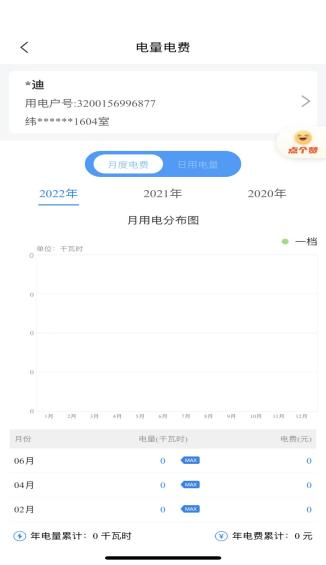 电量电费
*迪
用电户号:3200156996877
纬******1604室
点个赞
月度电费 日用电量
2022年 2021年 2020年
月用电分布图
一档
单位：千瓦时
0
0
0
0
0
1月 2月 3月 4月 5月 6月 7月 8月 9月 10月 11月 12月
月份 电量(千瓦时) 电费(元)
06月 0 MAX 0
04月 0 MAX 0
02月 0 MAX 0
年电量累计：0 千瓦时 ¥ 年电费累计：0 元